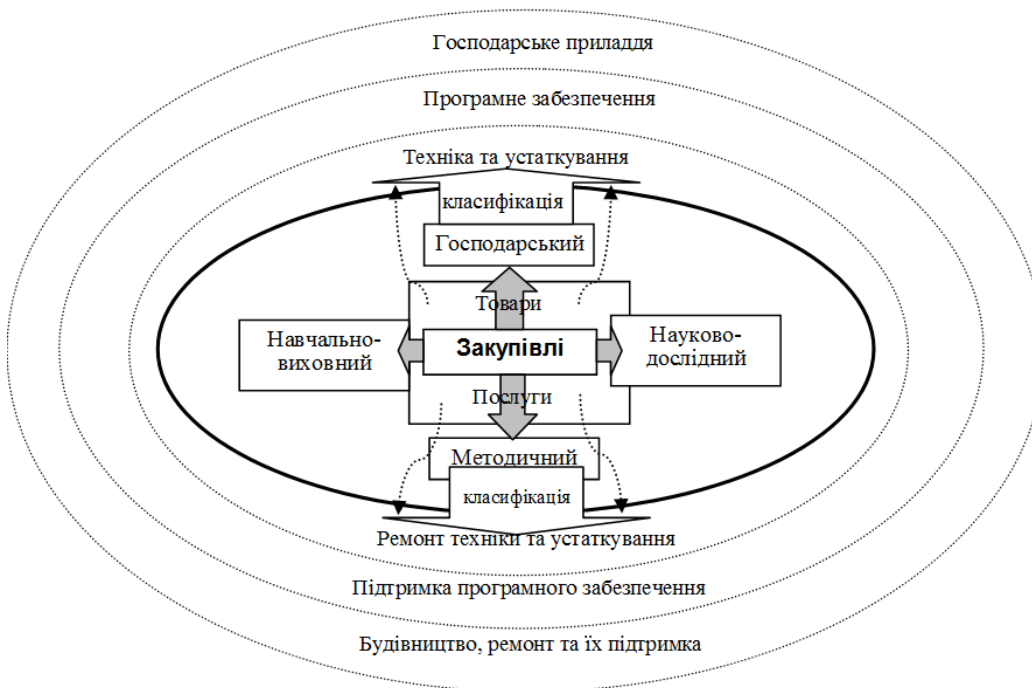 Господарське приладдя
Програмне забезпечення
Техніка та устаткування
класифікація
Господарський
Товари
Навчально-
виховний
Закупівлі
Науково-
дослідний
Послуги
Методичний
класифікація
Ремонт техніки та устаткування
Підтримка програмного забезпечення
Будівництво, ремонт та їх підтримка